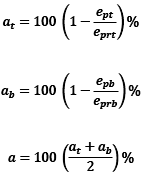 a_t = 100 (1 − e_pt / e_prt) %
a_b = 100 (1 − e_pb / e_prb) %
a = 100 ((a_t + a_b) / 2) %